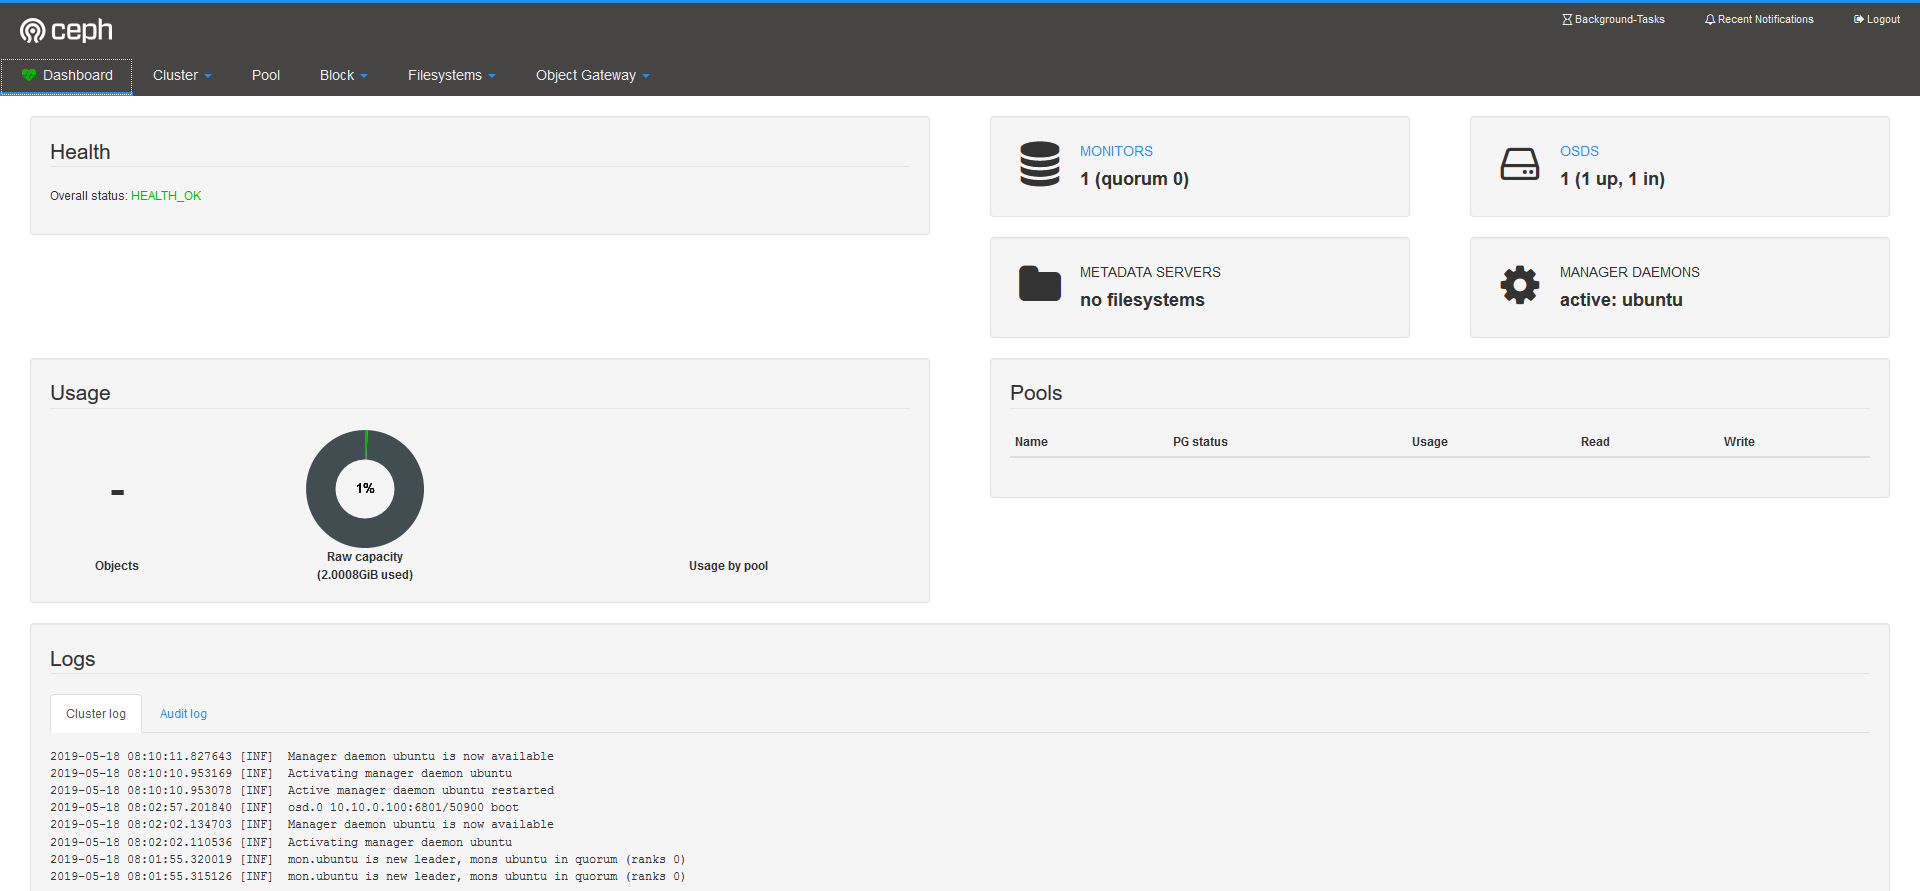 ceph
Background-Tasks Recent Notifications Logout
Dashboard Cluster Pool Block Filesystems Object Gateway
Health
Overall status: HEALTH_OK
MONITORS
1 (quorum 0)
OSDS
1 (1 up, 1 in)
METADATA SERVERS
no filesystems
MANAGER DAEMONS
active: ubuntu
Usage
-
Objects
1%
Raw capacity
(2.0008GiB used)
Usage by pool
Pools
Name PG status Usage Read Write
Logs
Cluster log Audit log
2019-05-18 08:10:11.827643 [INF] Manager daemon ubuntu is now available
2019-05-18 08:10:10.953169 [INF] Activating manager daemon ubuntu
2019-05-18 08:10:10.953078 [INF] Active manager daemon ubuntu restarted
2019-05-18 08:02:57.201840 [INF] osd.0 10.10.0.100:6801/50900 boot
2019-05-18 08:02:02.134703 [INF] Manager daemon ubuntu is now available
2019-05-18 08:02:02.110536 [INF] Activating manager daemon ubuntu
2019-05-18 08:01:55.320019 [INF] mon.ubuntu is new leader, mons ubuntu in quorum (ranks 0)
2019-05-18 08:01:55.315126 [INF] mon.ubuntu is new leader, mons ubuntu in quorum (ranks 0)